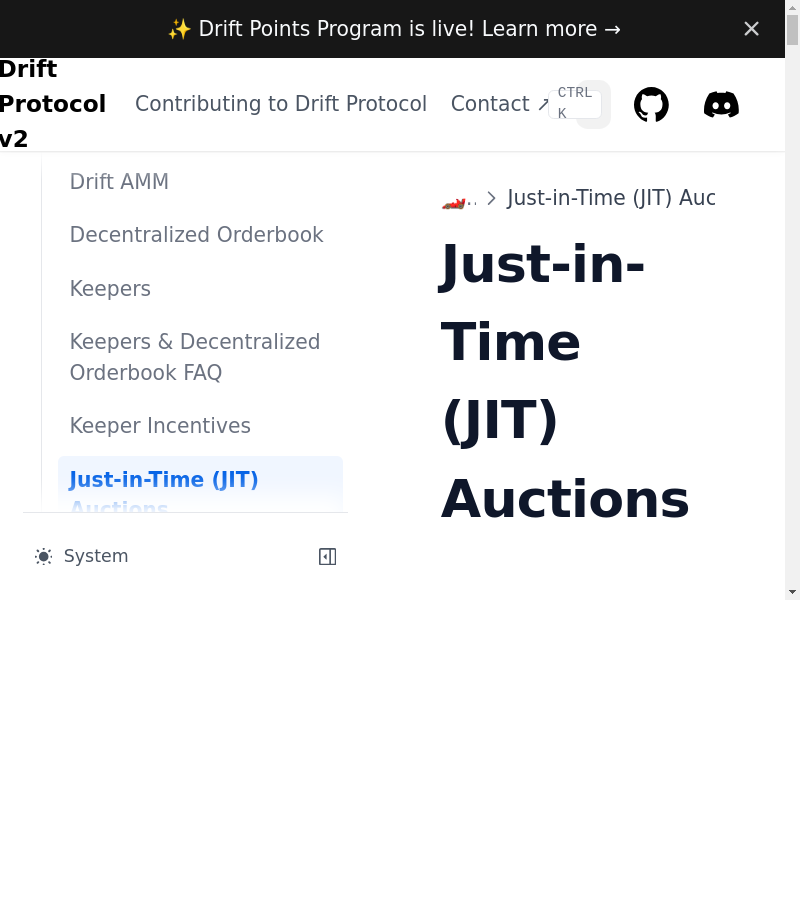 ✨ Drift Points Program is live! Learn more →
Drift
Protocol
v2
Contributing to Drift Protocol
Contact ↗
CTRL
K
Drift AMM
Decentralized Orderbook
Keepers
Keepers & Decentralized
Orderbook FAQ
Keeper Incentives
Just-in-Time (JIT)
Auctions
System
🏎️.. > Just-in-Time (JIT) Auc
Just-in-
Time
(JIT)
Auctions